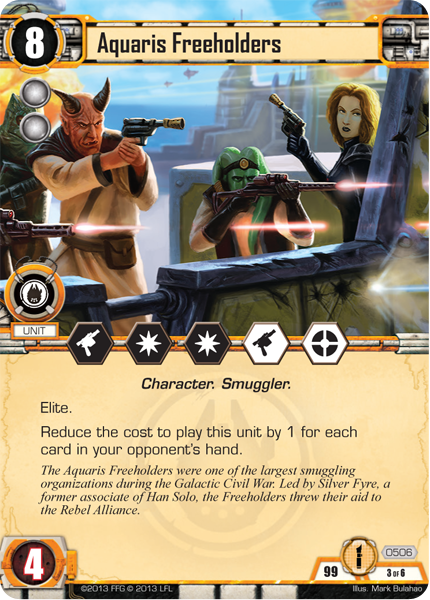 8
Aquaris Freeholders
UNIT
Character. Smuggler.
Elite.
Reduce the cost to play this unit by 1 for each
card in your opponent's hand.
The Aquaris Freeholders were one of the largest smuggling
organizations during the Galactic Civil War. Led by Silver Fyre, a
former associate of Han Solo, the Freeholders threw their aid to
the Rebel Alliance.
4
99
1
0506
3 OF 6
©2013 FFG © 2013 LFL
Illus. Mark Bulahao